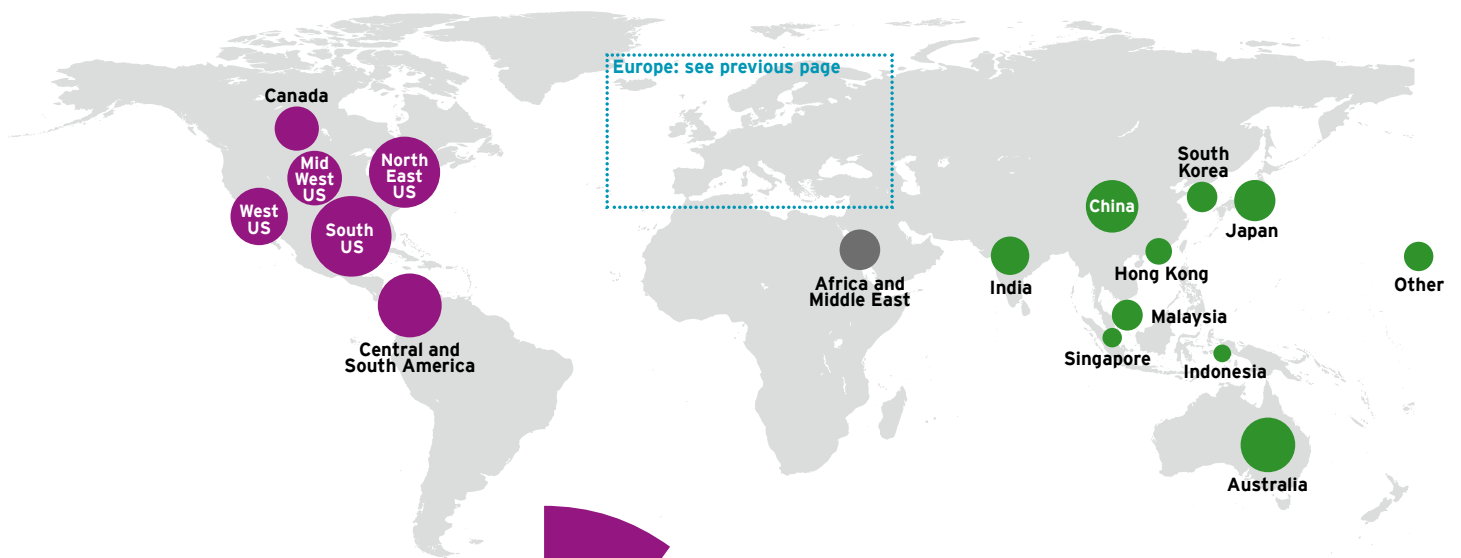 Europe: see previous page
Canada
Mid
West
US
North
East
US
West
US
South
US
Central and
South America
Africa and
Middle East
India
China
South
Korea
Japan
Hong Kong
Other
Malaysia
Singapore
Indonesia
Australia